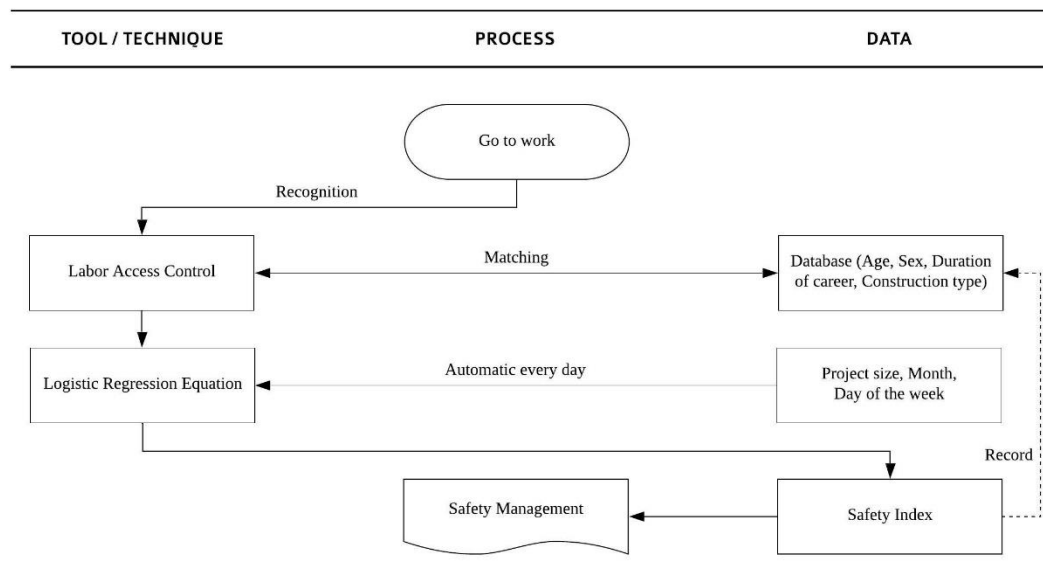 TOOL / TECHNIQUE
PROCESS
DATA
Go to work
Recognition
Labor Access Control
Matching
Database (Age, Sex, Duration
of career, Construction type)
Logistic Regression Equation
Automatic every day
Project size, Month,
Day of the week
Record
Safety Management
Safety Index